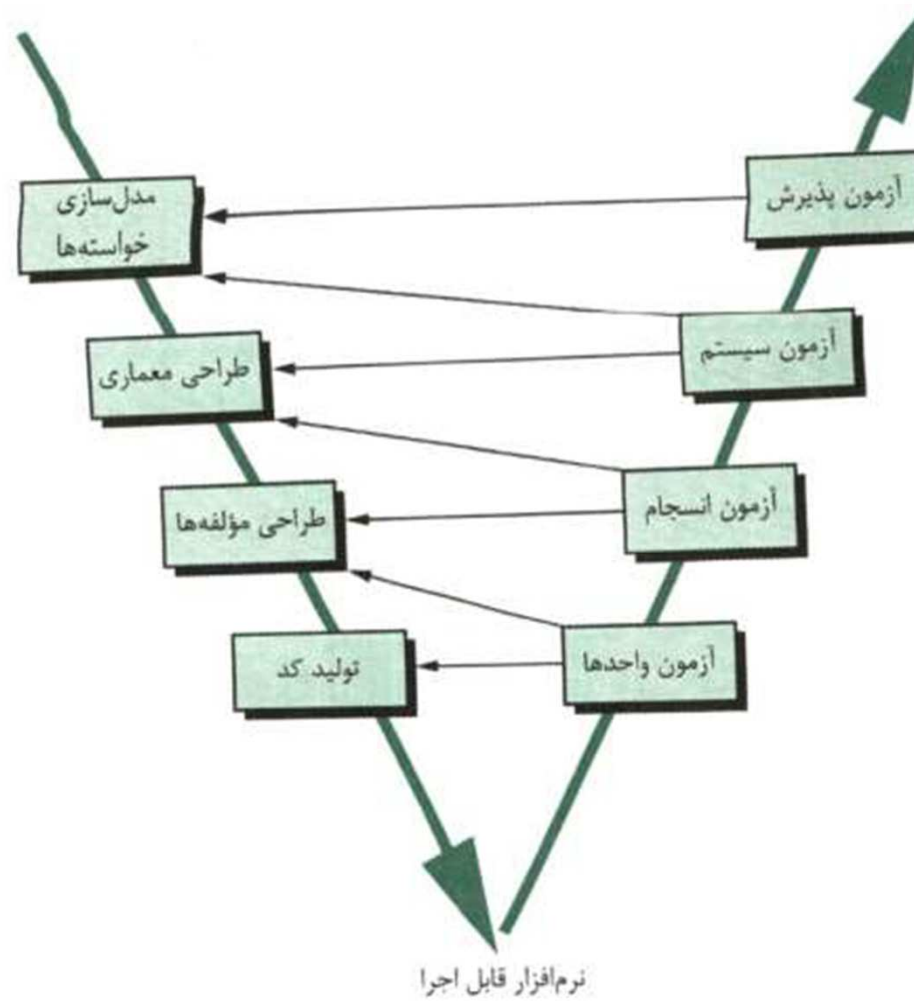 مدل‌سازی
خواسته‌ها
آزمون پذیرش
طراحی معماری
آزمون سیستم
طراحی مؤلفه‌ها
آزمون انسجام
تولید کد
آزمون واحدها
نرم‌افزار قابل اجرا